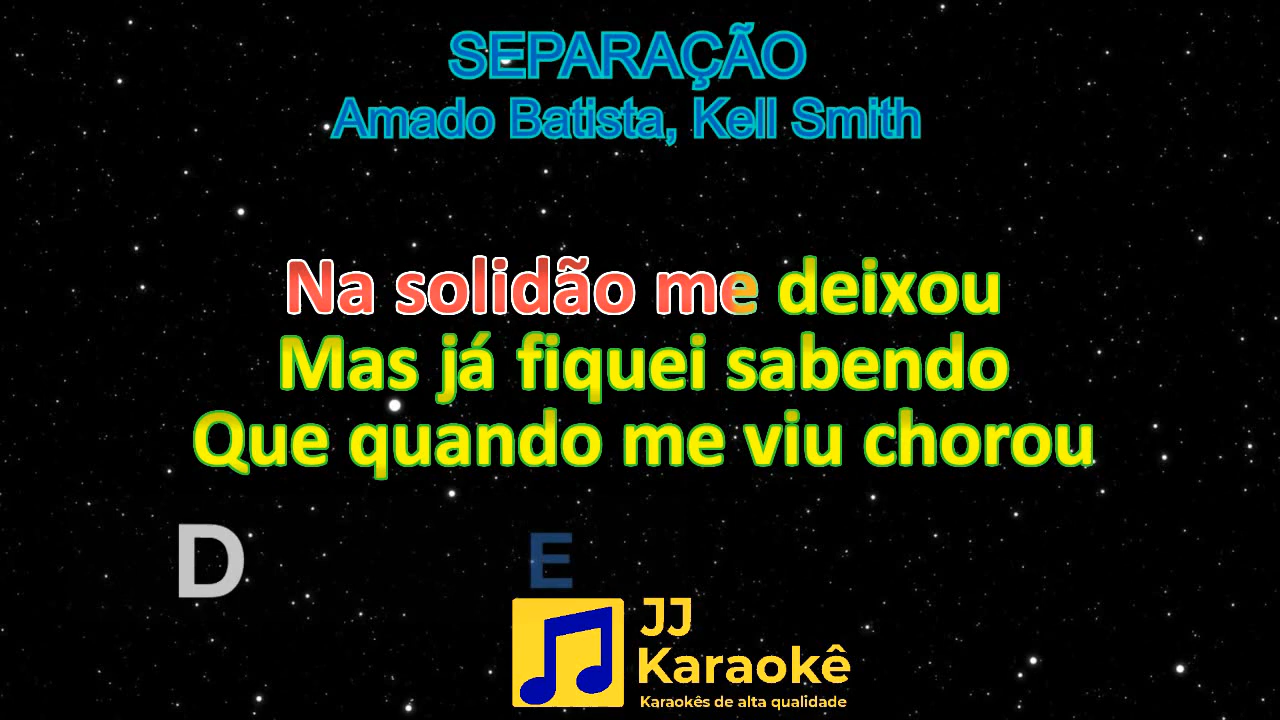 SEPARAÇÃO
Amado Batista, Kell Smith
Na solidão me deixou
Mas já fiquei sabendo
Que quando me viu chorou
D E
JJ
Karaokê
Karaokês de alta qualidade